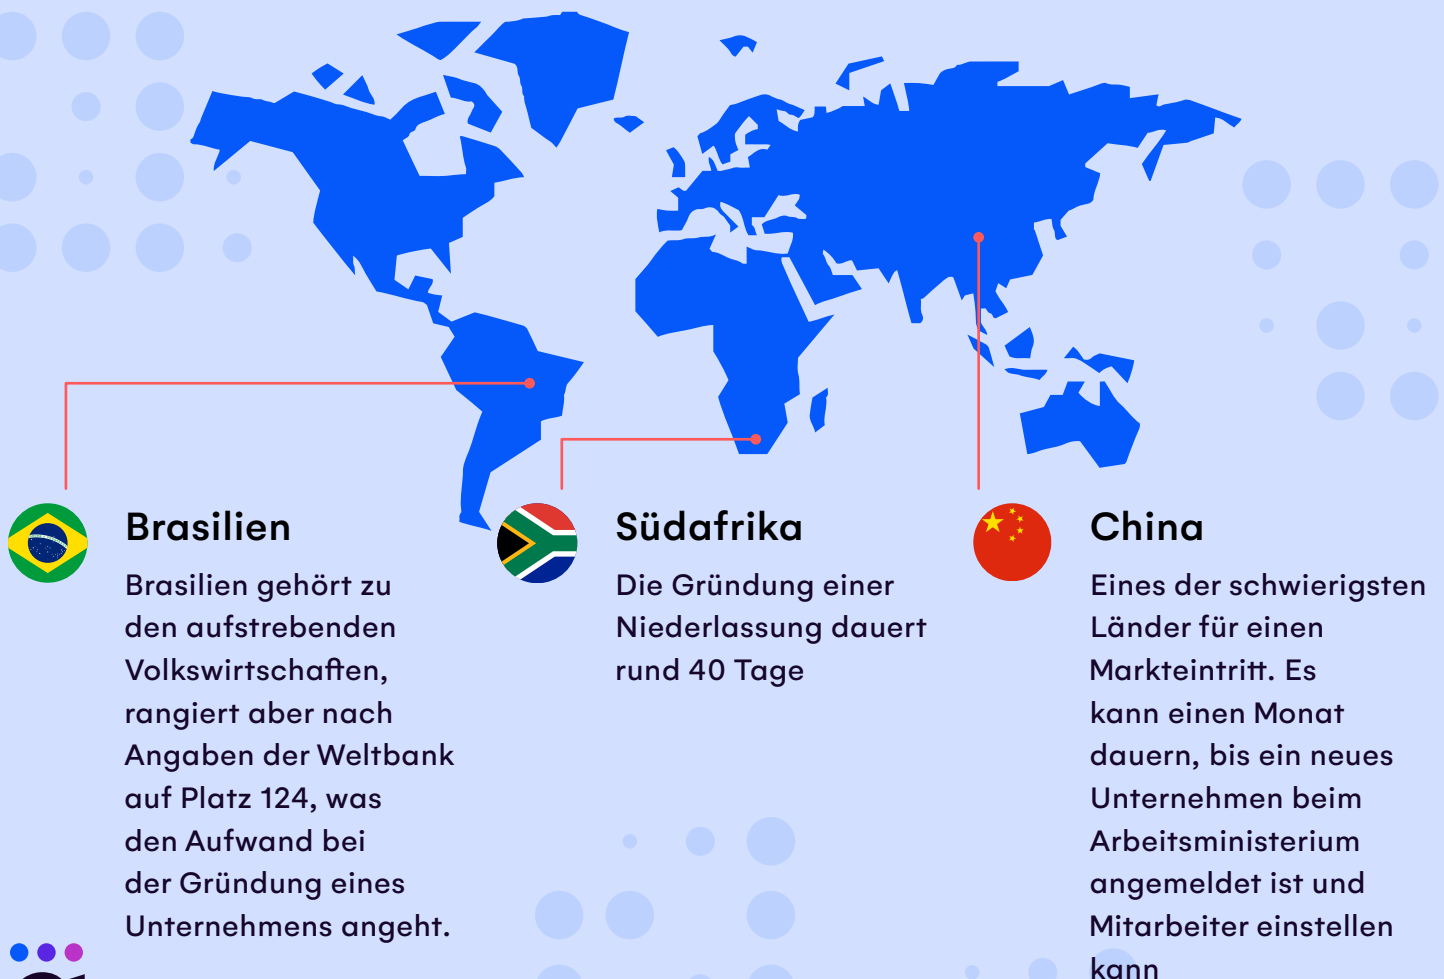 Brasilien
Brasilien gehört zu
den aufstrebenden
Volkswirtschaften,
rangiert aber nach
Angaben der Weltbank
auf Platz 124, was
den Aufwand bei
der Gründung eines
Unternehmens angeht.
Südafrika
Die Gründung einer
Niederlassung dauert
rund 40 Tage
China
Eines der schwierigsten
Länder für einen
Markteintritt. Es
kann einen Monat
dauern, bis ein neues
Unternehmen beim
Arbeitsministerium
angemeldet ist und
Mitarbeiter einstellen
kann